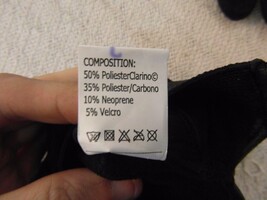 COMPOSITION:
50% PoliesterClarino©
35% Poliester/Carbono
10% Neoprene
5% Velcro